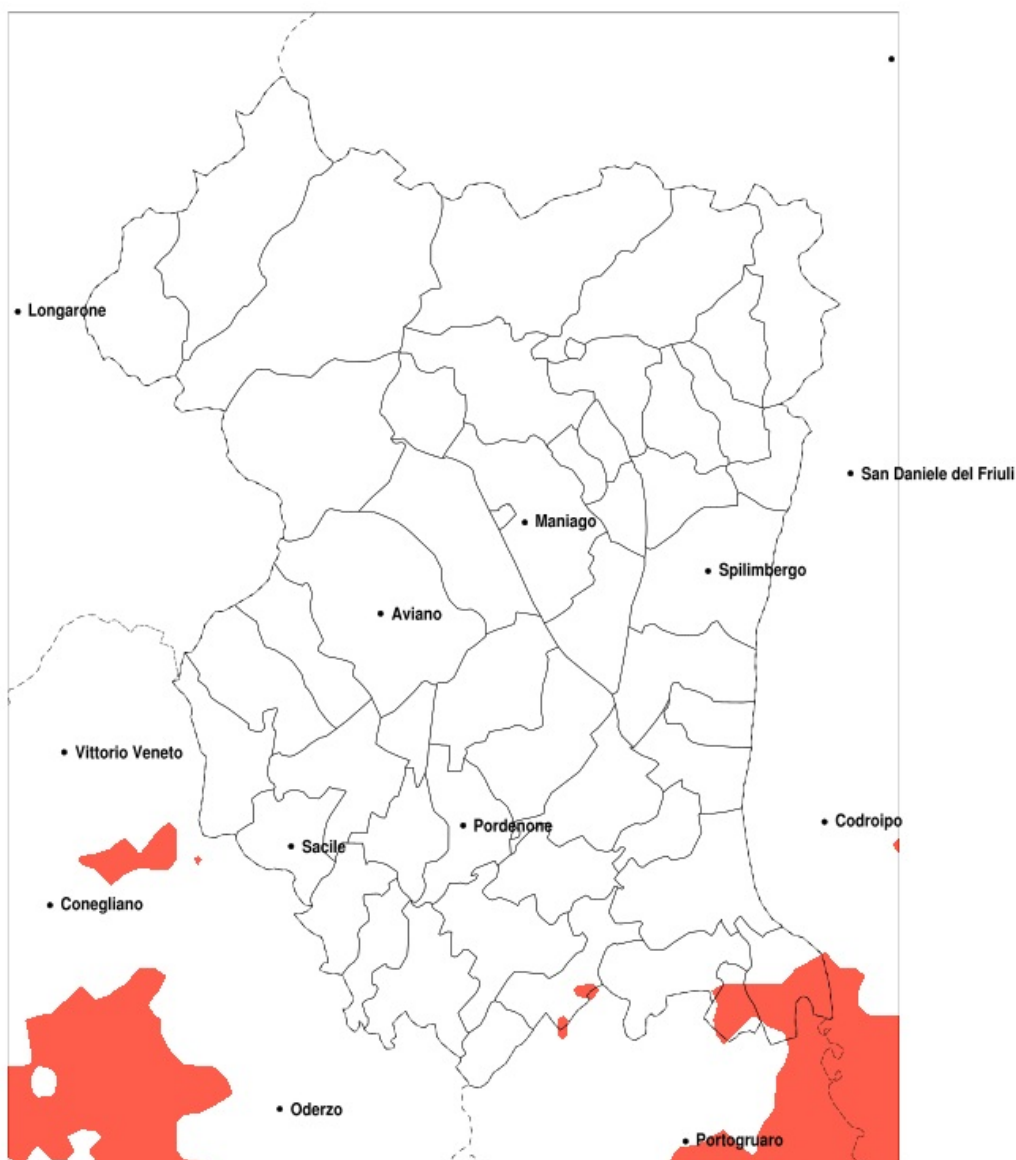 Longarone
San Daniele del Friuli
Maniago
Spilimbergo
Aviano
Vittorio Veneto
Codroipo
Pordenone
Sacile
Conegliano
Oderzo
Portogruaro